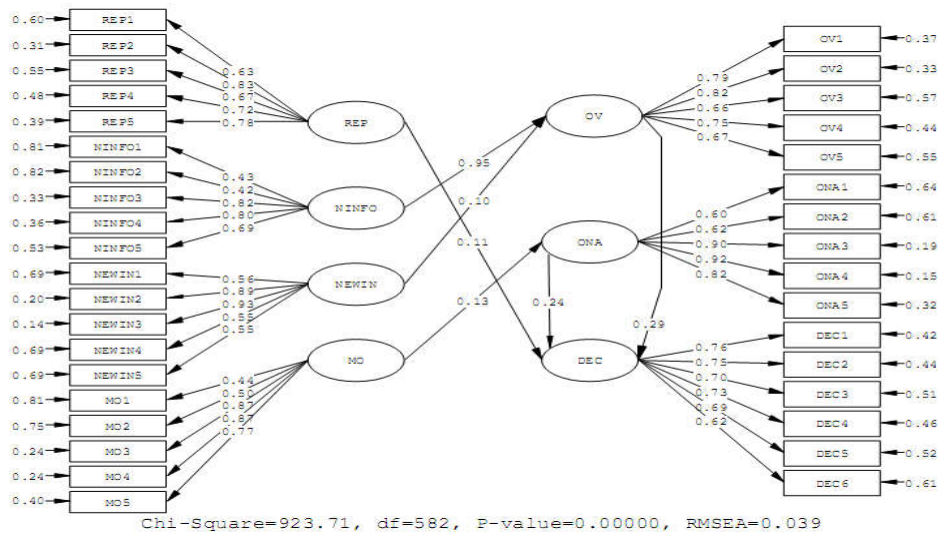 0.60 REP1
0.31 REP2
0.55 REP3
0.48 REP4
0.39 REP5
0.81 NINFO1
0.82 NINFO2
0.33 NINFO3
0.36 NINFO4
0.53 NINFO5
0.69 NEWIN1
0.20 NEWIN2
0.14 NEWIN3
0.69 NEWIN4
0.69 NEWIN5
0.81 MO1
0.75 MO2
0.24 MO3
0.24 MO4
0.40 MO5
0.63
0.83
0.67
0.72
0.78
0.43
0.42
0.82
0.80
0.69
0.56
0.89
0.93
0.55
0.55
0.44
0.50
0.87
0.87
0.77
REP
NINFO
NEWIN
MO
0.95
0.10
0.11
0.13
OV
ONA
0.24
0.29
DEC
0.79
0.82
0.66
0.75
0.67
0.60
0.62
0.90
0.92
0.82
0.76
0.75
0.70
0.73
0.69
0.62
OV1 0.37
OV2 0.33
OV3 0.57
OV4 0.44
OV5 0.55
ONA1 0.64
ONA2 0.61
ONA3 0.19
ONA4 0.15
ONA5 0.32
DEC1 0.42
DEC2 0.44
DEC3 0.51
DEC4 0.46
DEC5 0.52
DEC6 0.61
Chi-Square=923.71, df=582, P-value=0.00000, RMSEA=0.039